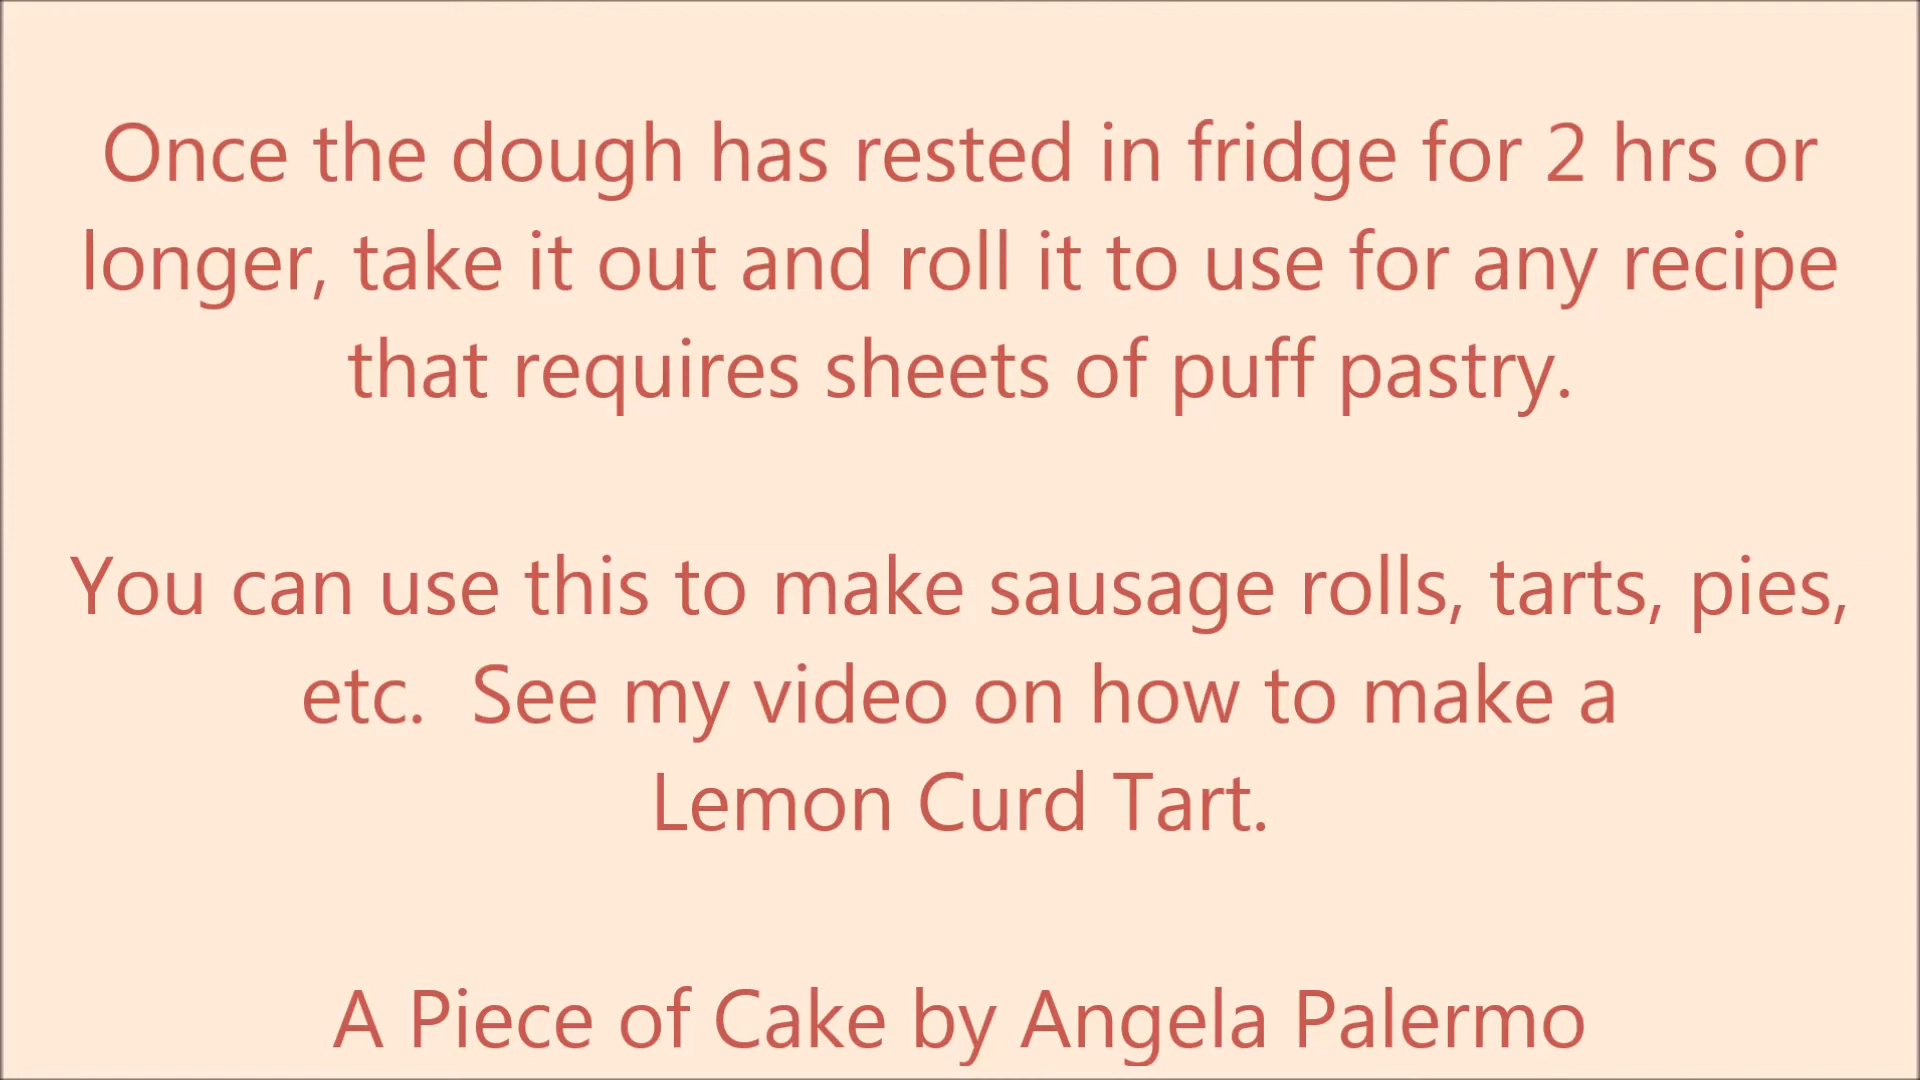 Once the dough has rested in fridge for 2 hrs or
longer, take it out and roll it to use for any recipe
that requires sheets of puff pastry.
You can use this to make sausage rolls, tarts, pies,
etc.  See my video on how to make a
Lemon Curd Tart.
A Piece of Cake by Angela Palermo